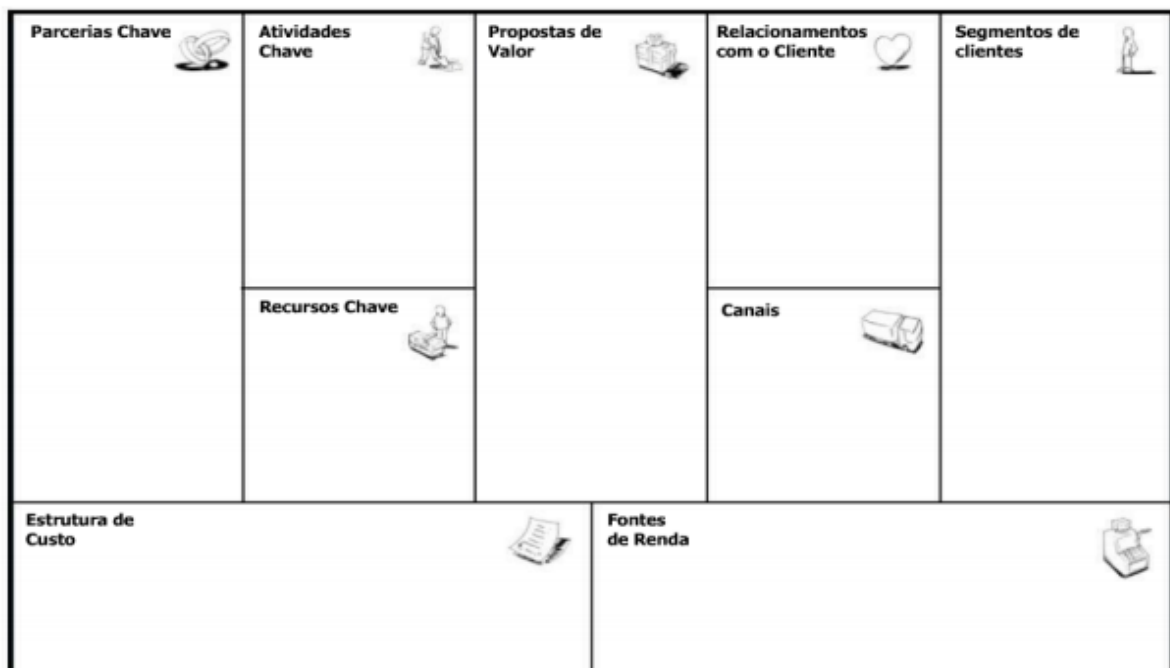 Parcerias Chave
Atividades
Chave
Propostas de
Valor
Relacionamentos
com o Cliente
Segmentos de
clientes
Recursos Chave
Canais
Estrutura de
Custo
Fontes
de Renda